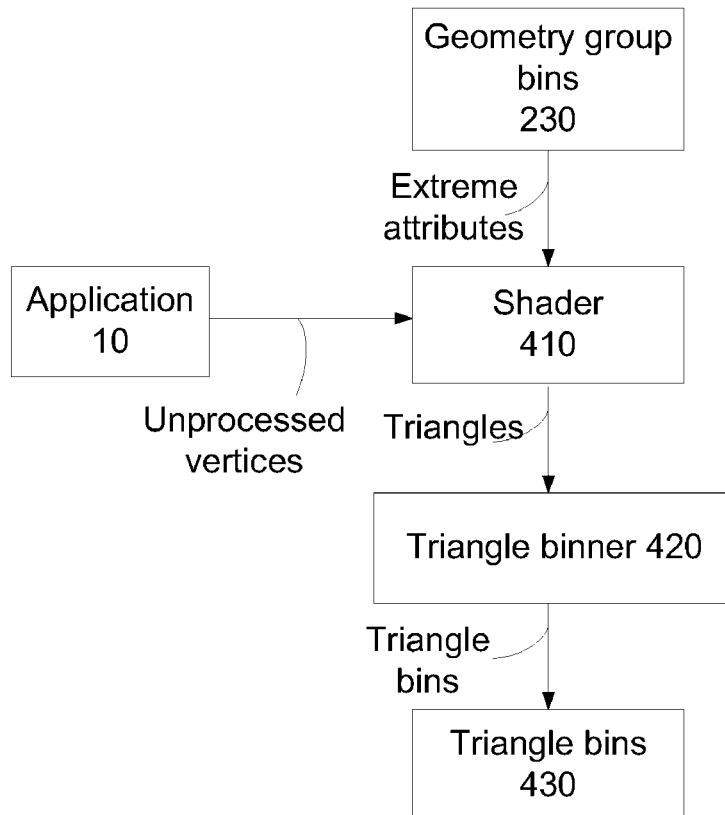 Geometry group
bins
230
Extreme
attributes
Application
10
Shader
410
Unprocessed
vertices
Triangles
Triangle binner 420
Triangle
bins
Triangle bins
430